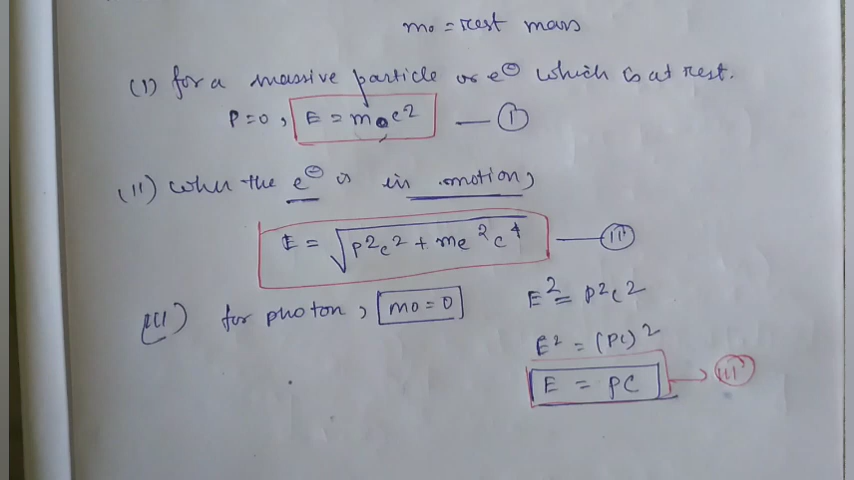 m₀ = rest mass
(I) for a massive particle or e⊖ which is at rest.
P=0, E = m₀c² — (I)
(II) when the e⊖ is in motion,
E = √p²c² + me²c⁴ — (II)
(III) for photon, m₀ = 0
E² = p²c²
E² = (PC)²
E = PC → (III)